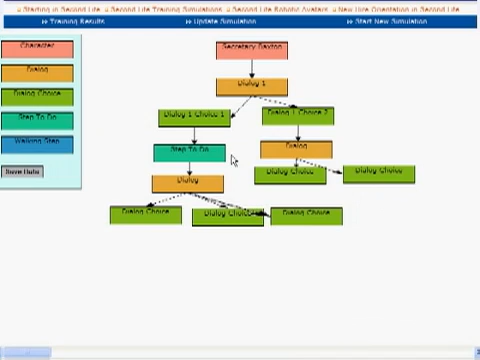 Starting in Second Life Second Life Training Simulations Second Life Robotic Avatars New Hire Orientation in Second Life
Training Results Update Simulation Start New Simulation
Character
Dialog
Dialog Choice
Step To Do
Walking Step
Save Data
Secretary Saxton
Dialog 1
Dialog 1 Choice 1
Dialog 1 Choice 2
Step To Do
Dialog
Dialog Choice
Dialog Choice
Dialog
Dialog Choice
Dialog Choice
Dialog Choice